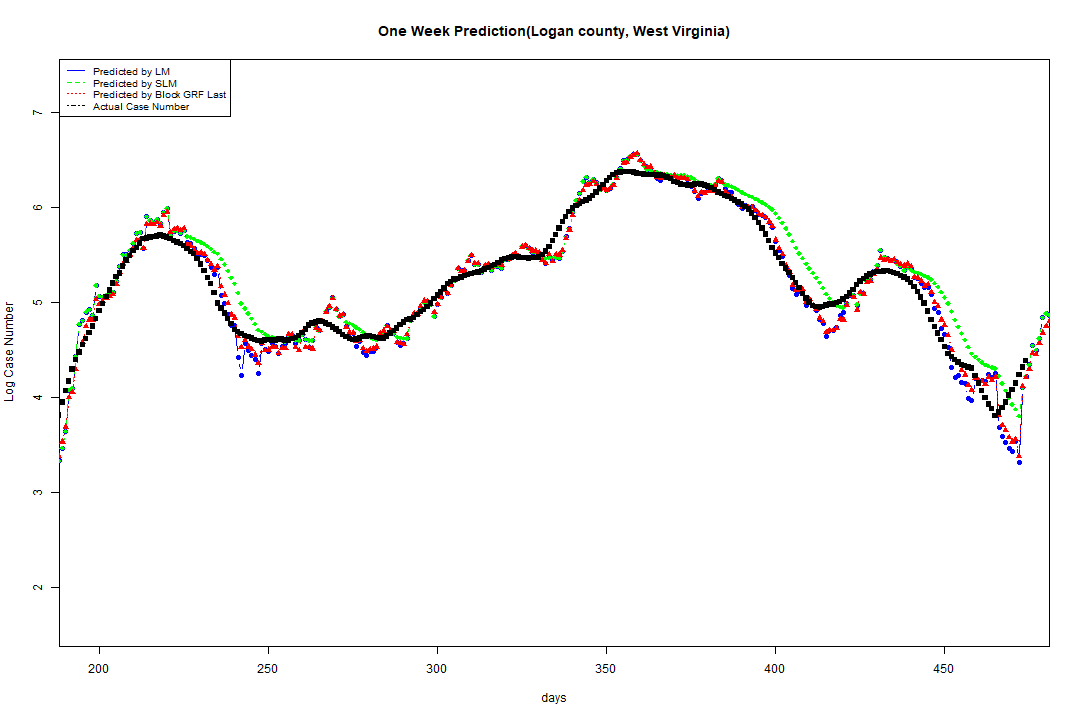 One Week Prediction(Logan county, West Virginia)
Predicted by LM
Predicted by SLM
Predicted by Block GRF Last
Actual Case Number
7
6
5
4
3
2
Log Case Number
200 250 300 350 400 450
days